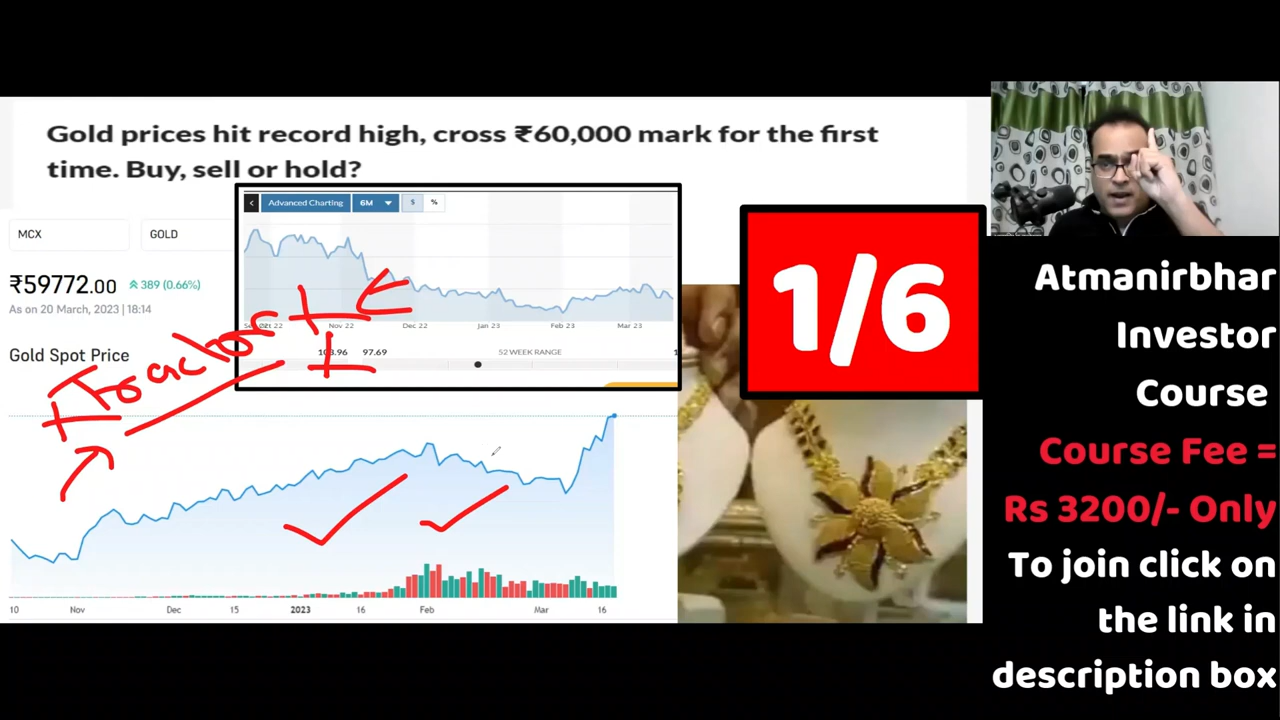 Gold prices hit record high, cross ₹60,000 mark for the first
time. Buy, sell or hold?
MCX
GOLD
₹59772.00
389 (0.66%)
As on 20 March, 2023 | 18:14
Gold Spot Price
Advanced Charting
6M
$
%
Oct 22
Nov 22
Dec 22
Jan 23
Feb 23
Mar 23
97.69
52 WEEK RANGE
Tractor
10
Nov
Dec
15
2023
16
Feb
Mar
16
1/6
Atmanirbhar
Investor
Course
Course Fee =
Rs 3200/- Only
To join click on
the link in
description box